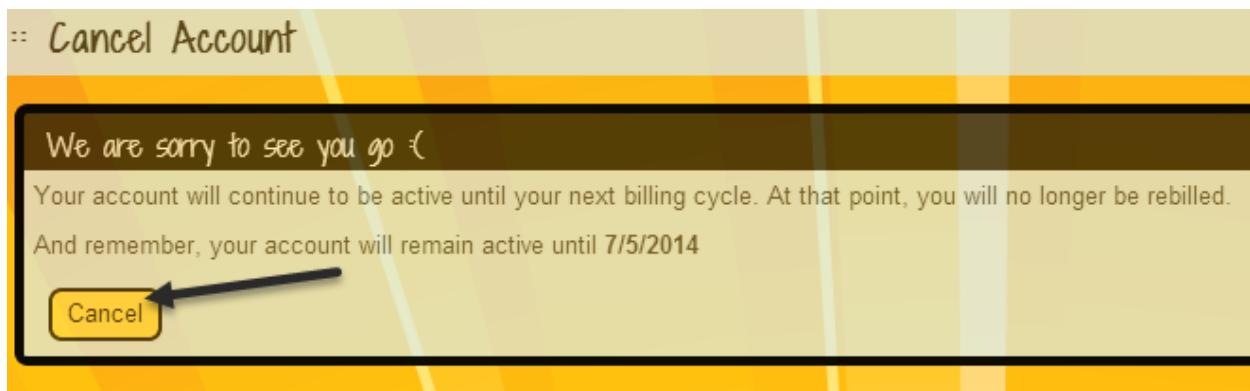 :: Cancel Account
We are sorry to see you go :(
Your account will continue to be active until your next billing cycle. At that point, you will no longer be rebilled.
And remember, your account will remain active until 7/5/2014
Cancel